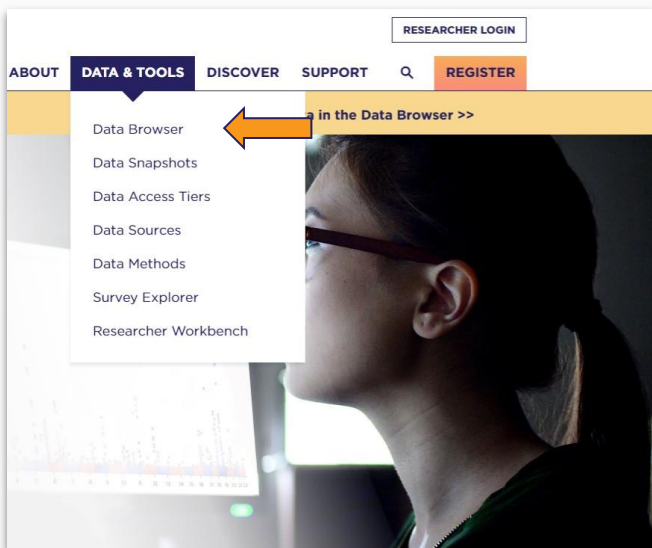 RESEARCHER LOGIN
ABOUT DATA & TOOLS DISCOVER SUPPORT REGISTER
in the Data Browser >>
Data Browser
Data Snapshots
Data Access Tiers
Data Sources
Data Methods
Survey Explorer
Researcher Workbench